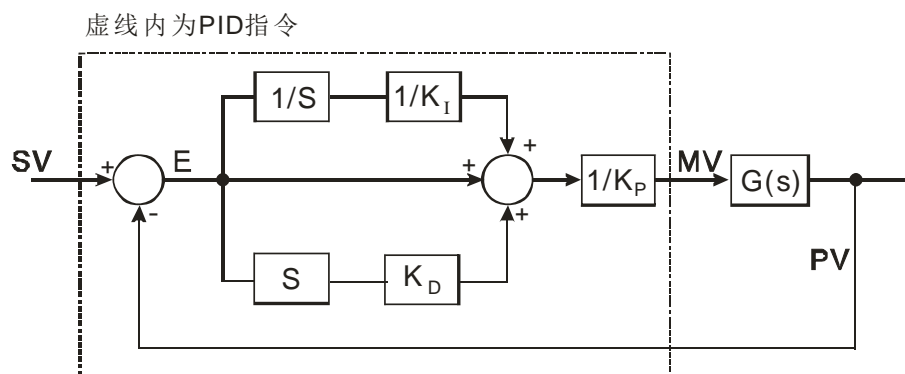 虚线内为PID指令
1/S
1/K_I
+
SV
+
E
+
1/K_P
MV
G(s)
-
+
PV
S
K_D